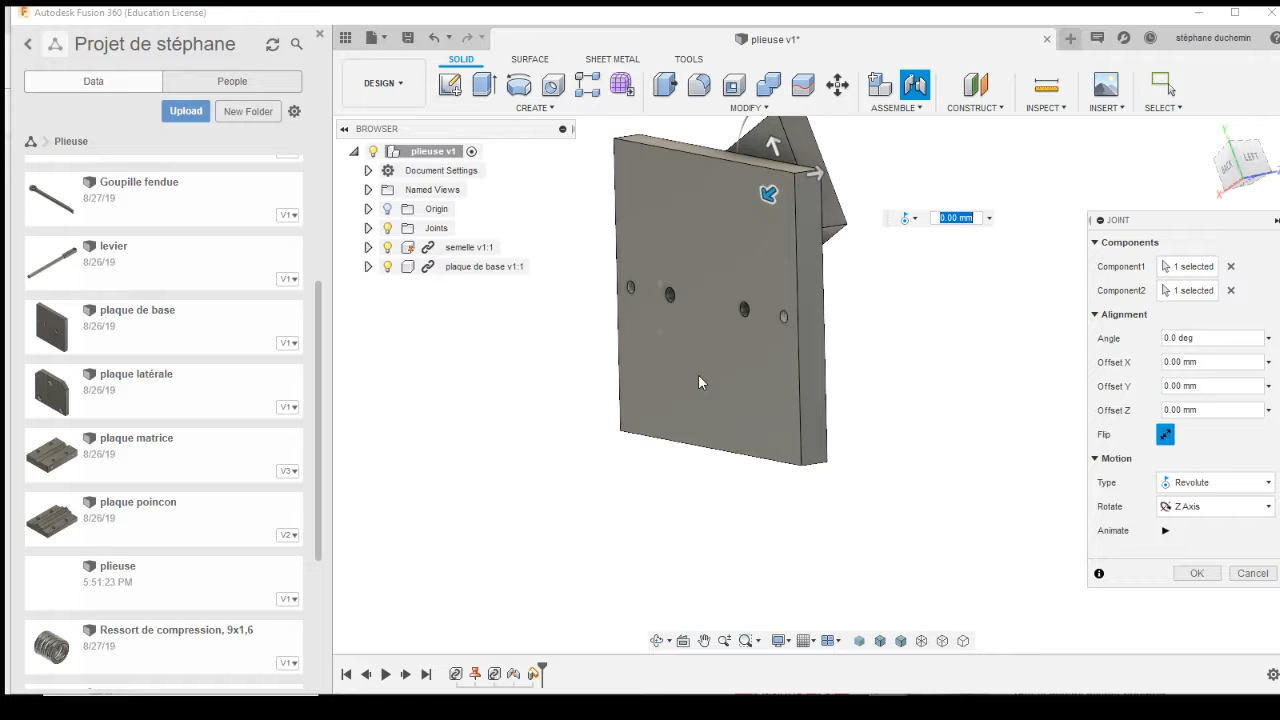 Autodesk Fusion 360 (Education License)
Projet de stéphane
plieuse v1*
stéphane duchemin
Data
People
Upload
New Folder
Plieuse
Goupille fendue
8/27/19
V1
levier
8/26/19
V1
plaque de base
8/26/19
V1
plaque latérale
8/26/19
V1
plaque matrice
8/26/19
V3
plaque poincon
8/26/19
V2
plieuse
5:51:23 PM
V1
Ressort de compression, 9x1,6
8/27/19
V1
SOLID
SURFACE
SHEET METAL
TOOLS
DESIGN
CREATE
MODIFY
ASSEMBLE
CONSTRUCT
INSPECT
INSERT
SELECT
BROWSER
plieuse v1
Document Settings
Named Views
Origin
Joints
semelle v1:1
plaque de base v1:1
0.00 mm
Y
BACK
LEFT
X
Z
JOINT
Components
Component1
1 selected
Component2
1 selected
Alignment
Angle
0.0 deg
Offset X
0.00 mm
Offset Y
0.00 mm
Offset Z
0.00 mm
Flip
Motion
Type
Revolute
Rotate
Z Axis
Animate
OK
Cancel